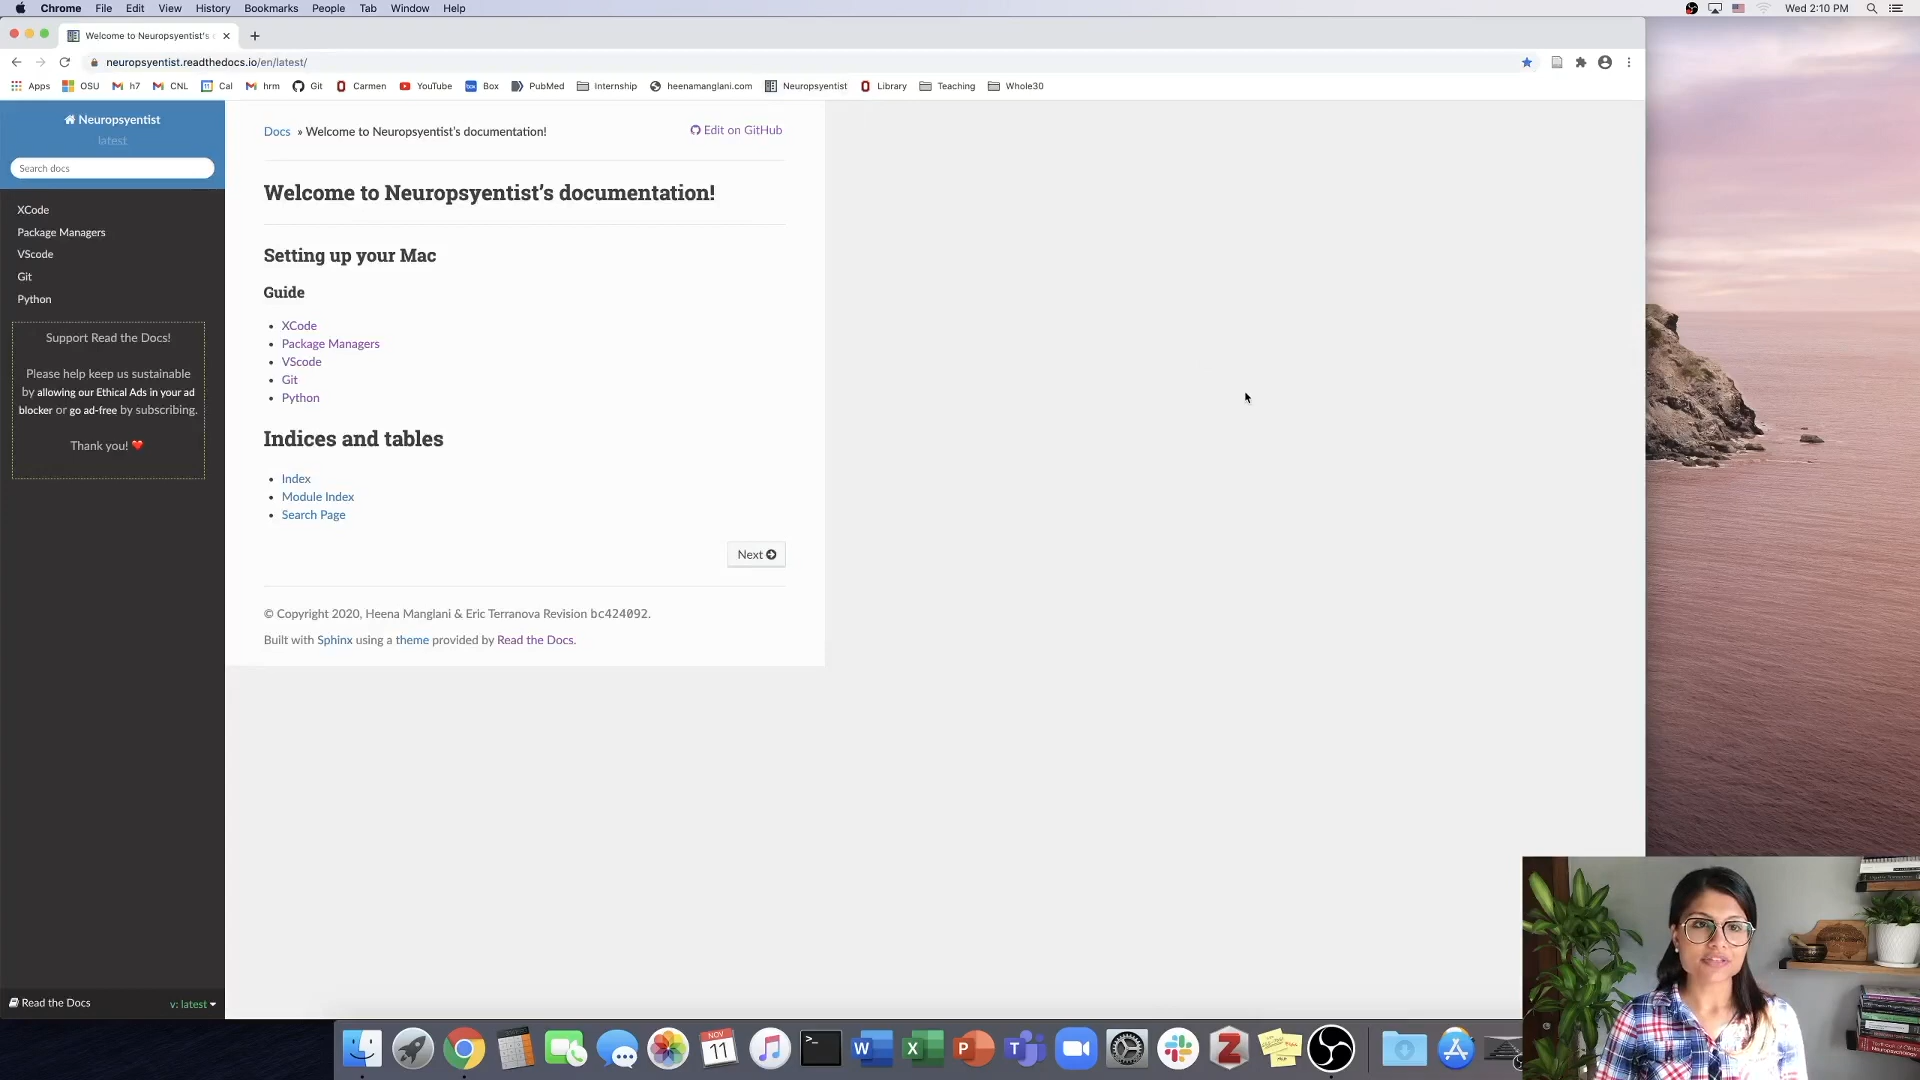 Chrome File Edit View History Bookmarks People Tab Window Help
Wed 2:10 PM
Welcome to Neuropsyentist's
neuropsyentist.readthedocs.io/en/latest/
Apps OSU h7 CNL Cal hrm Git Carmen YouTube Box PubMed Internship heenamanglani.com Neuropsyentist Library Teaching Whole30
Neuropsyentist
latest
Search docs
XCode
Package Managers
VScode
Git
Python
Support Read the Docs!
Please help keep us sustainable
by allowing our Ethical Ads in your ad
blocker or go ad-free by subscribing.
Thank you!
Read the Docs
v: latest
Docs » Welcome to Neuropsyentist's documentation!
Edit on GitHub
Welcome to Neuropsyentist's documentation!
Setting up your Mac
Guide
XCode
Package Managers
VScode
Git
Python
Indices and tables
Index
Module Index
Search Page
Next
© Copyright 2020, Heena Manglani & Eric Terranova Revision bc424092.
Built with Sphinx using a theme provided by Read the Docs.
NOV
11